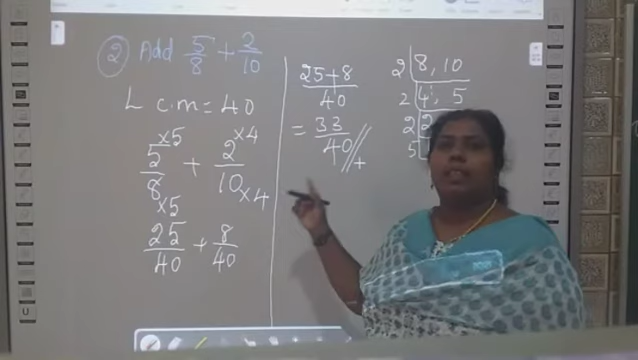 ② Add 5/8 + 2/10
L c.m = 40
×5 ×4
5/8 + 2/10
×5 ×4
25/40 + 8/40
25+8/40
= 33/40
2 | 8, 10
2 | 4, 5
2 | 2
5